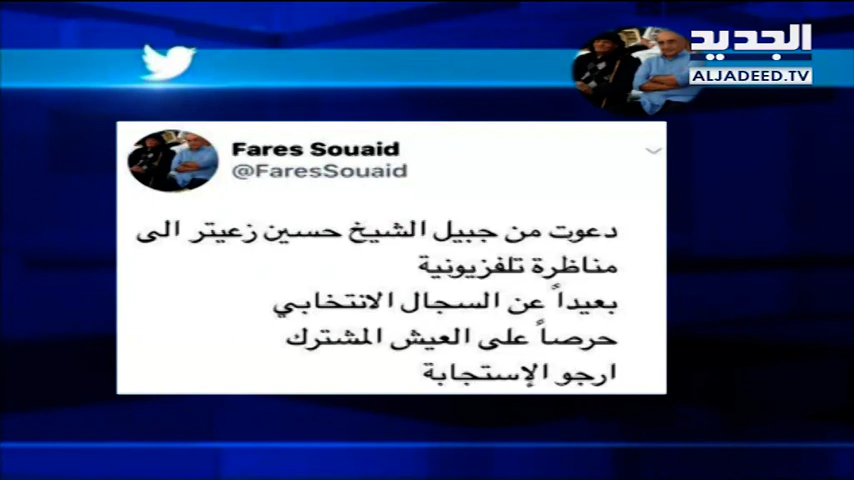 الجديد
ALJADEED.TV
Fares Souaid
@FaresSouaid
دعوت من جبيل الشيخ حسين زعيتر الى
مناظرة تلفزيونية
بعيداً عن السجال الانتخابي
حرصاً على العيش المشترك
ارجو الإستجابة